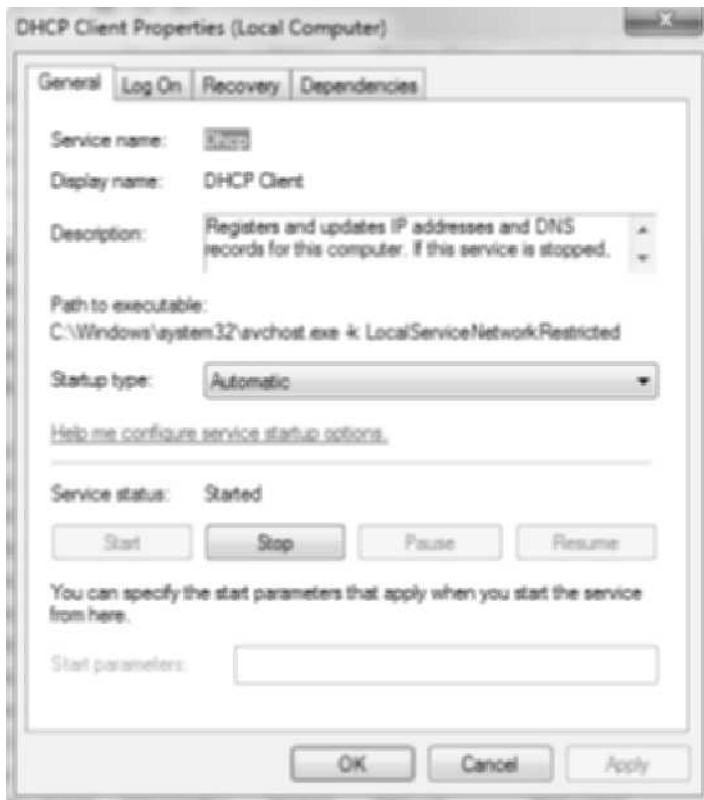 DHCP Client Properties (Local Computer)
General Log On Recovery Dependencies
Service name: Dhcp
Display name: DHCP Client
Description: Registers and updates IP addresses and DNS
records for this computer. If this service is stopped,
Path to executable:
C:\Windows\system32\svchost.exe -k LocalServiceNetworkRestricted
Startup type: Automatic
Help me configure service startup options.
Service status: Started
Start Stop Pause Resume
You can specify the start parameters that apply when you start the service
from here.
Start parameters:
OK Cancel Apply